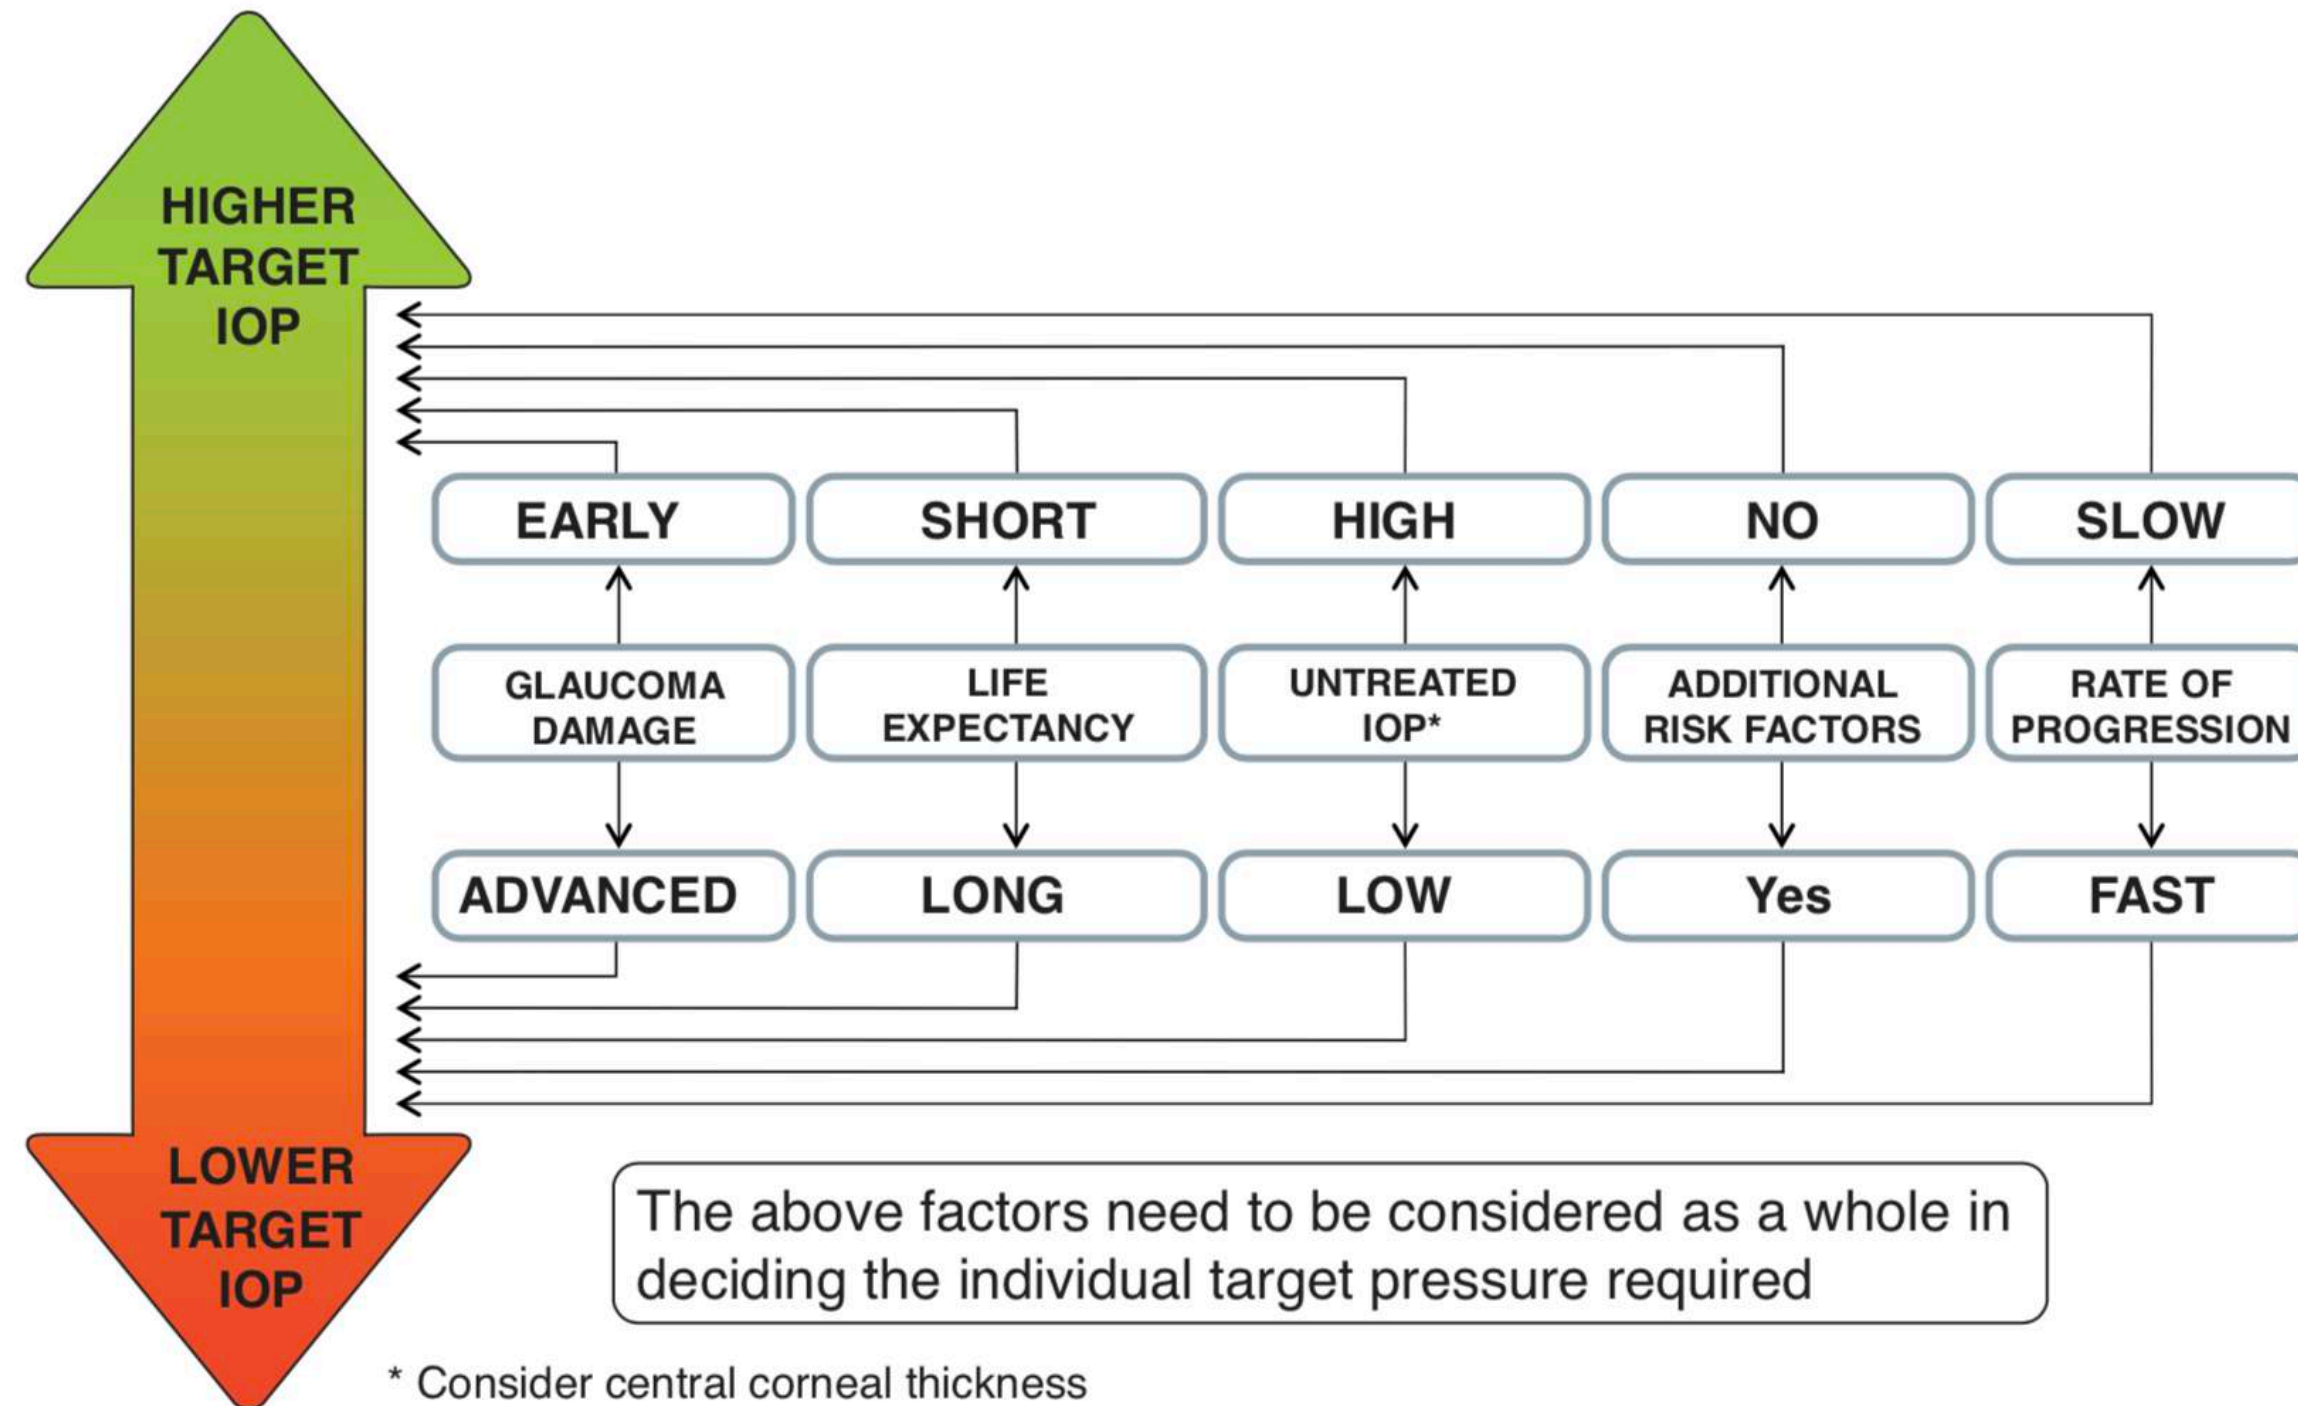 HIGHER
TARGET
IOP
EARLY
SHORT
HIGH
NO
SLOW
GLAUCOMA
DAMAGE
LIFE
EXPECTANCY
UNTREATED
IOP*
ADDITIONAL
RISK FACTORS
RATE OF
PROGRESSION
ADVANCED
LONG
LOW
Yes
FAST
LOWER
TARGET
IOP
The above factors need to be considered as a whole in
deciding the individual target pressure required
* Consider central corneal thickness